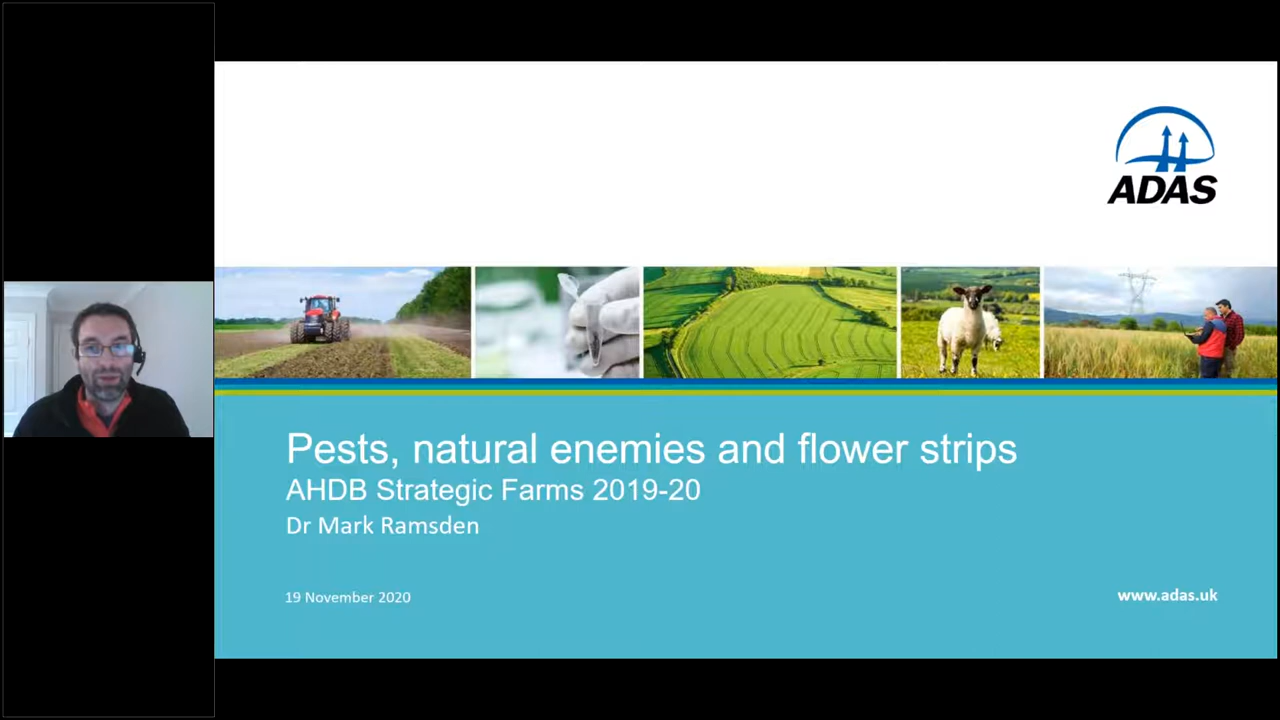 ADAS
Pests, natural enemies and flower strips
AHDB Strategic Farms 2019-20
Dr Mark Ramsden
19 November 2020
www.adas.uk